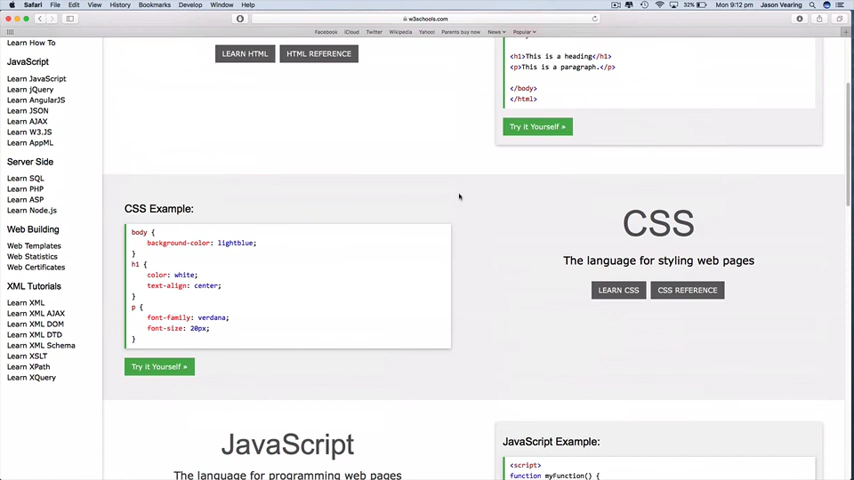 Safari File Edit View History Bookmarks Develop Window Help
32% Mon 9:12 pm Jason Vearing
w3schools.com
Facebook iCloud Twitter Wikipedia Yahoo! Parents buy now News Popular
Learn How To
JavaScript
Learn JavaScript
Learn jQuery
Learn AngularJS
Learn JSON
Learn AJAX
Learn W3.JS
Learn AppML
Server Side
Learn SQL
Learn PHP
Learn ASP
Learn Node.js
Web Building
Web Templates
Web Statistics
Web Certificates
XML Tutorials
Learn XML
Learn XML AJAX
Learn XML DOM
Learn XML DTD
Learn XML Schema
Learn XSLT
Learn XPath
Learn XQuery
LEARN HTML HTML REFERENCE
<h1>This is a heading</h1>
<p>This is a paragraph.</p>
</body>
</html>
Try it Yourself »
CSS Example:
body {
background-color: lightblue;
}
h1 {
color: white;
text-align: center;
}
p {
font-family: verdana;
font-size: 20px;
}
Try it Yourself »
CSS
The language for styling web pages
LEARN CSS CSS REFERENCE
JavaScript
The language for programming web pages
JavaScript Example:
<script>
function myFunction() {